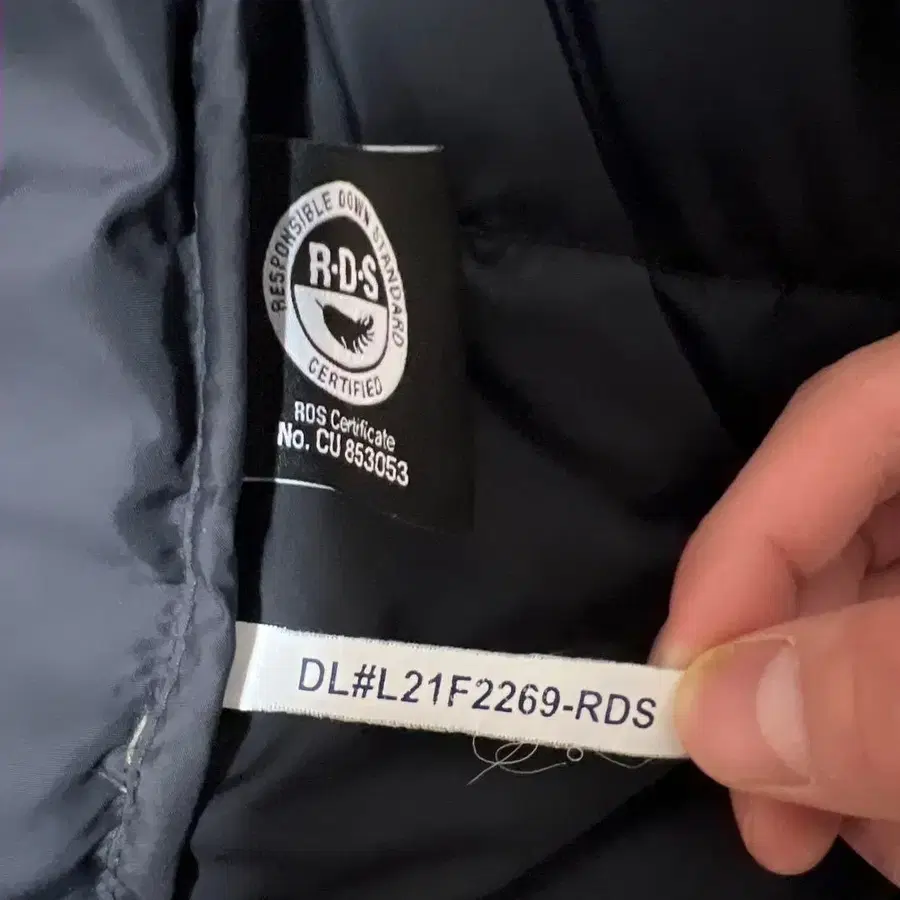 RESPONSIBLE DOWN STANDARD
R·D·S
CERTIFIED
RDS Certificate
No. CU 853053
DL#L21F2269-RDS